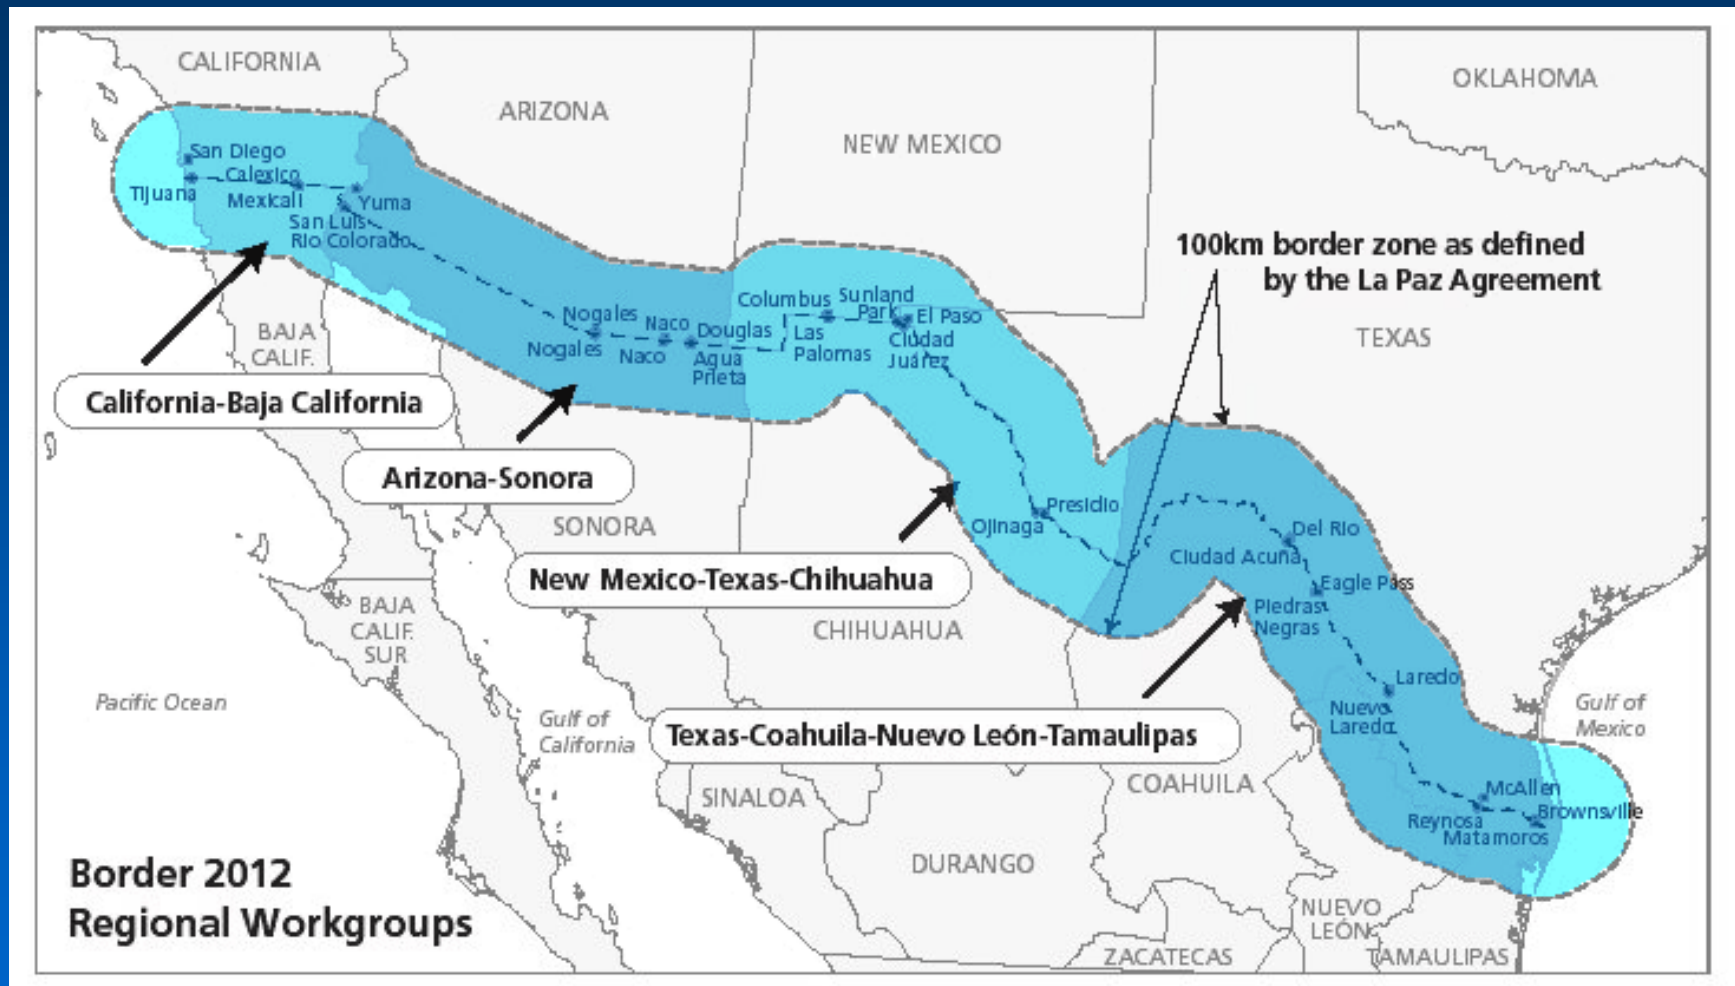 CALIFORNIA
ARIZONA
NEW MEXICO
OKLAHOMA
San Diego
Calexico
Tijuana
Mexicali
Yuma
San Luis
Rio Colorado
100km border zone as defined
by the La Paz Agreement
TEXAS
BAJA
CALIF.
Nogales
Nogales
Naco
Naco
Douglas
Agua
Prieta
Columbus
Las
Palomas
Sunland
Park
El Paso
Ciudad
Juárez
California-Baja California
Arizona-Sonora
SONORA
Presidio
Ojinaga
New Mexico-Texas-Chihuahua
CHIHUAHUA
Del Rio
Ciudad Acuña
Eagle Pass
Piedras
Negras
BAJA
CALIF.
SUR
Pacific Ocean
Gulf of
California
Texas-Coahuila-Nuevo León-Tamaulipas
Laredo
Nuevo
Laredo
Gulf of
Mexico
SINALOA
COAHUILA
McAllen
Brownsville
Reynosa
Matamoros
DURANGO
NUEVO
LEÓN
ZACATECAS
TAMAULIPAS
Border 2012
Regional Workgroups